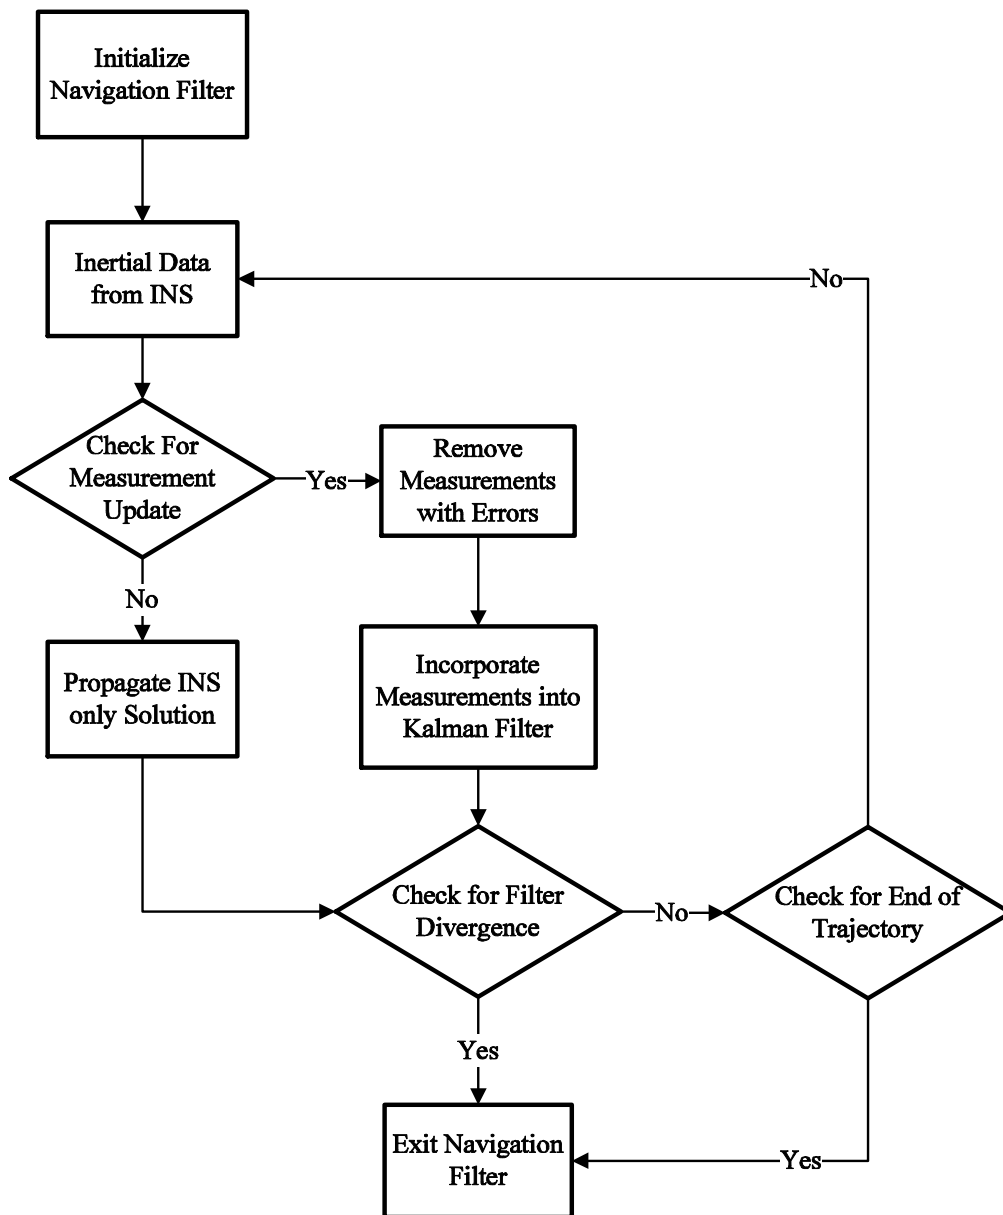 Initialize
Navigation Filter
Inertial Data
from INS
No
Check For
Measurement
Update
Yes
Remove
Measurements
with Errors
No
Propagate INS
only Solution
Incorporate
Measurements into
Kalman Filter
Check for Filter
Divergence
No
Check for End of
Trajectory
Yes
Exit Navigation
Filter
Yes